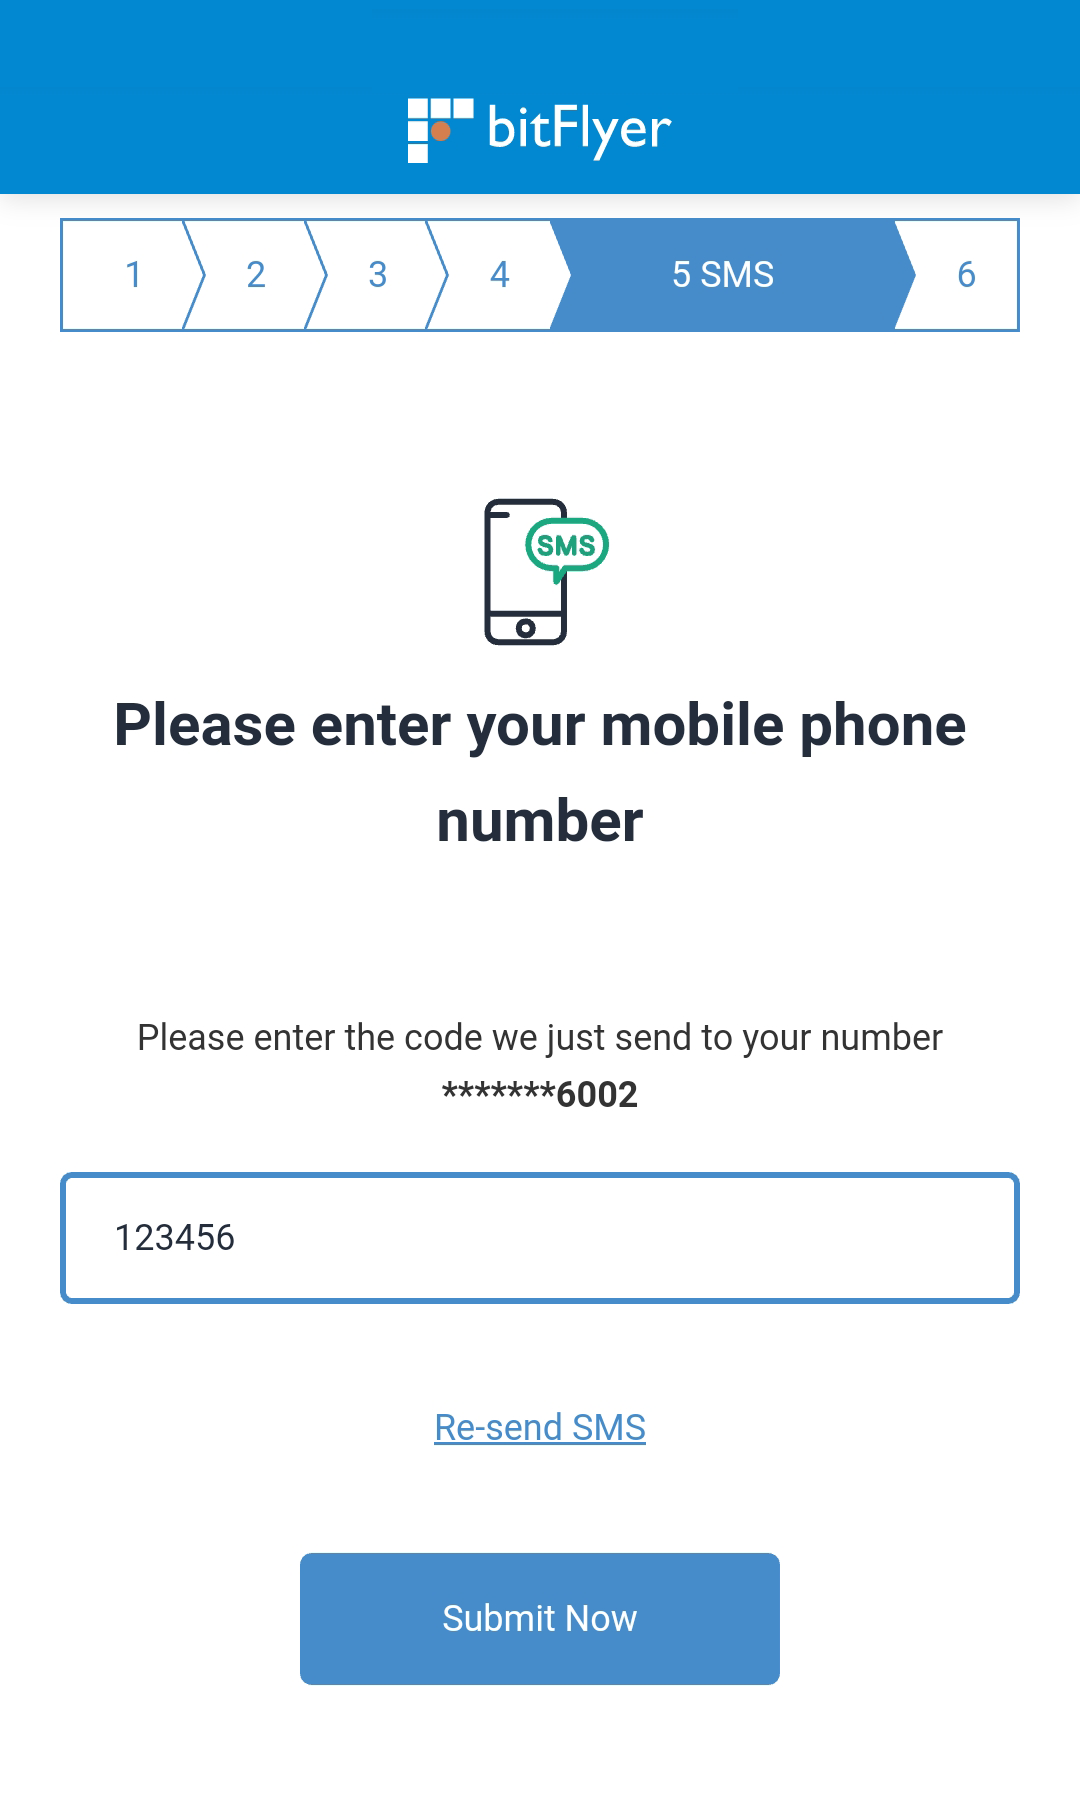 bitFlyer
1 2 3 4 5 SMS 6
SMS
Please enter your mobile phone
number
Please enter the code we just send to your number
*******6002
123456
Re-send SMS
Submit Now